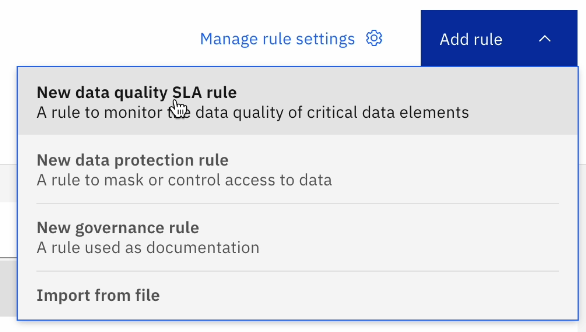 Manage rule settings
Add rule
New data quality SLA rule
A rule to monitor the data quality of critical data elements
New data protection rule
A rule to mask or control access to data
New governance rule
A rule used as documentation
Import from file